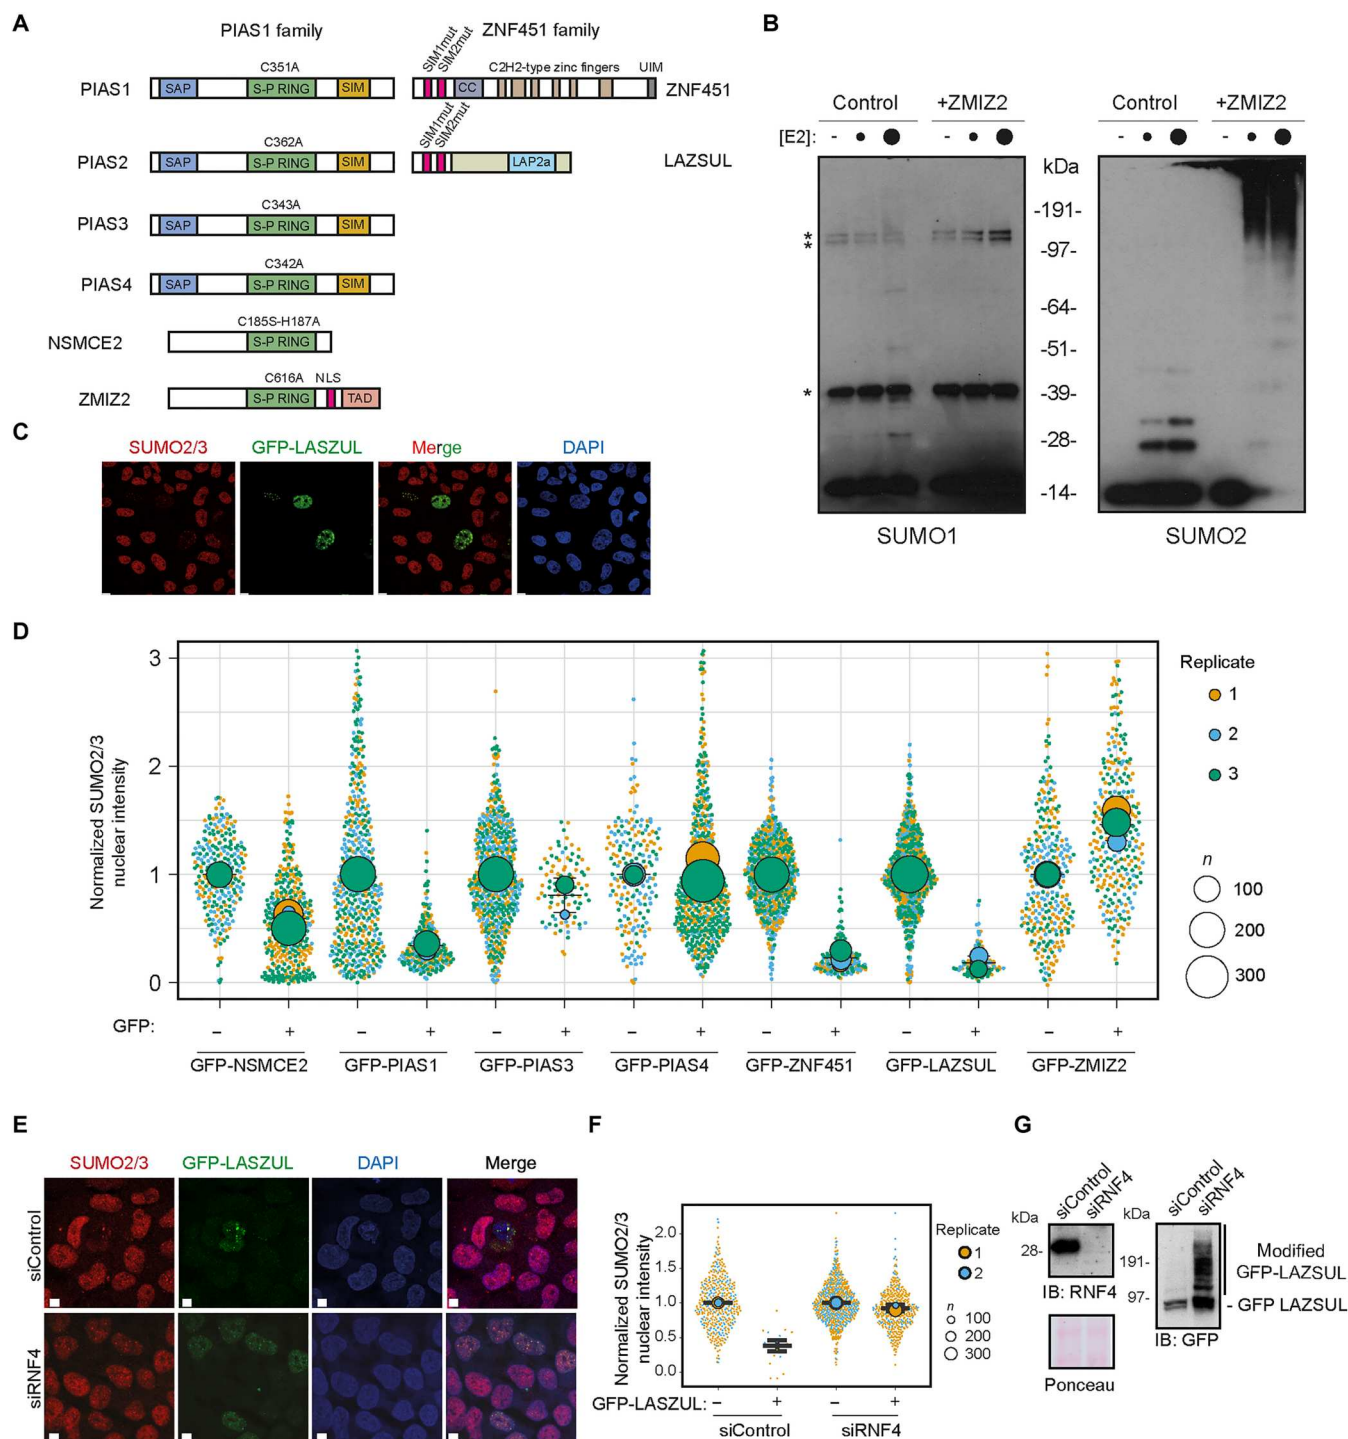 A
PIAS1 family
ZNF451 family
SIM1mut
SIM2mut
C351A
C2H2-type zinc fingers
UIM
PIAS1
SAP
S-P RING
SIM
CC
ZNF451
SIM1mut
SIM2mut
C362A
PIAS2
SAP
S-P RING
SIM
LAP2a
LAZSUL
C343A
PIAS3
SAP
S-P RING
SIM
C342A
PIAS4
SAP
S-P RING
SIM
C185S-H187A
NSMCE2
S-P RING
C616A
NLS
ZMIZ2
S-P RING
TAD
B
Control
+ZMIZ2
Control
+ZMIZ2
[E2]:
-
-
-
-
kDa
-191-
-97-
-64-
-51-
-39-
-28-
-14-
*
*
*
SUMO1
SUMO2
C
SUMO2/3
GFP-LASZUL
Merge
DAPI
D
Normalized SUMO2/3
nuclear intensity
3
2
1
0
GFP:
–
+
–
+
–
+
–
+
–
+
–
+
–
+
GFP-NSMCE2
GFP-PIAS1
GFP-PIAS3
GFP-PIAS4
GFP-ZNF451
GFP-LAZSUL
GFP-ZMIZ2
Replicate
1
2
3
n
100
200
300
E
SUMO2/3
GFP-LASZUL
DAPI
Merge
siControl
siRNF4
F
Normalized SUMO2/3
nuclear intensity
2.0
1.5
1.0
0.5
0.0
GFP-LASZUL:
–
+
–
+
siControl
siRNF4
Replicate
1
2
n
100
200
300
G
siControl
siRNF4
kDa
28-
IB: RNF4
Ponceau
siControl
siRNF4
kDa
191-
97-
Modified
GFP-LAZSUL
- GFP LAZSUL
IB: GFP